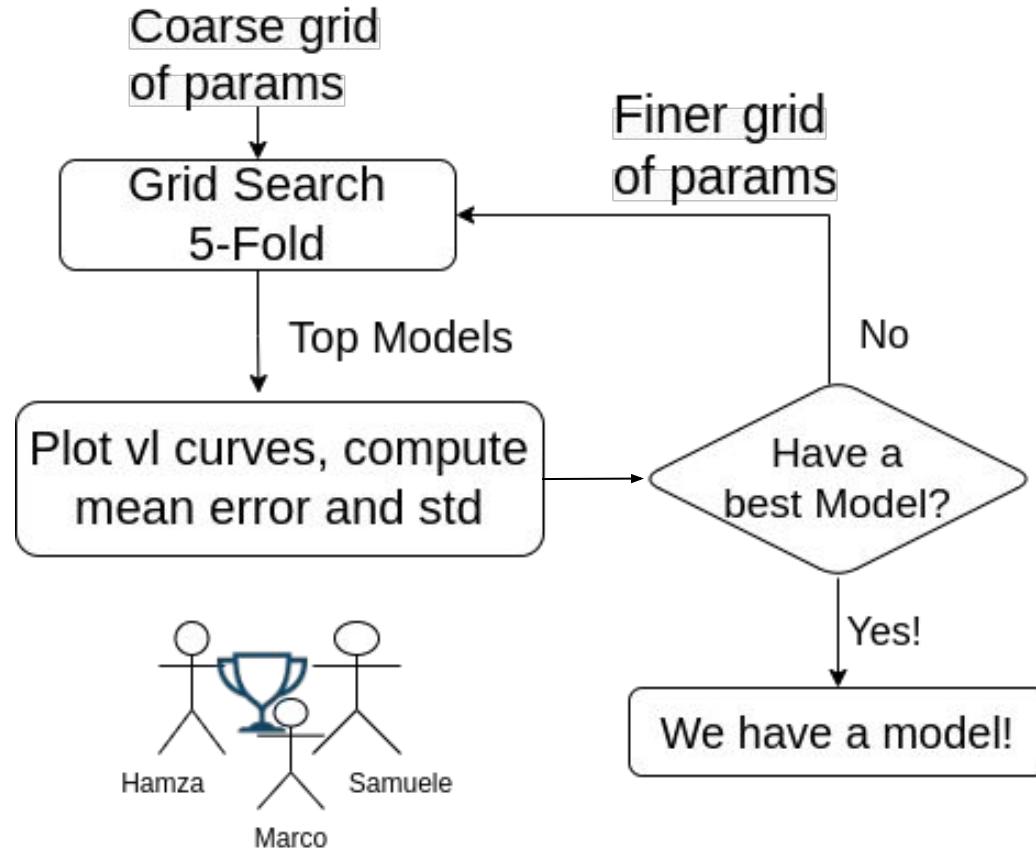 Coarse grid
of params
Finer grid
of params
Grid Search
5-Fold
Top Models
No
Plot vl curves, compute
mean error and std
Have a
best Model?
Yes!
We have a model!
Hamza
Samuele
Marco